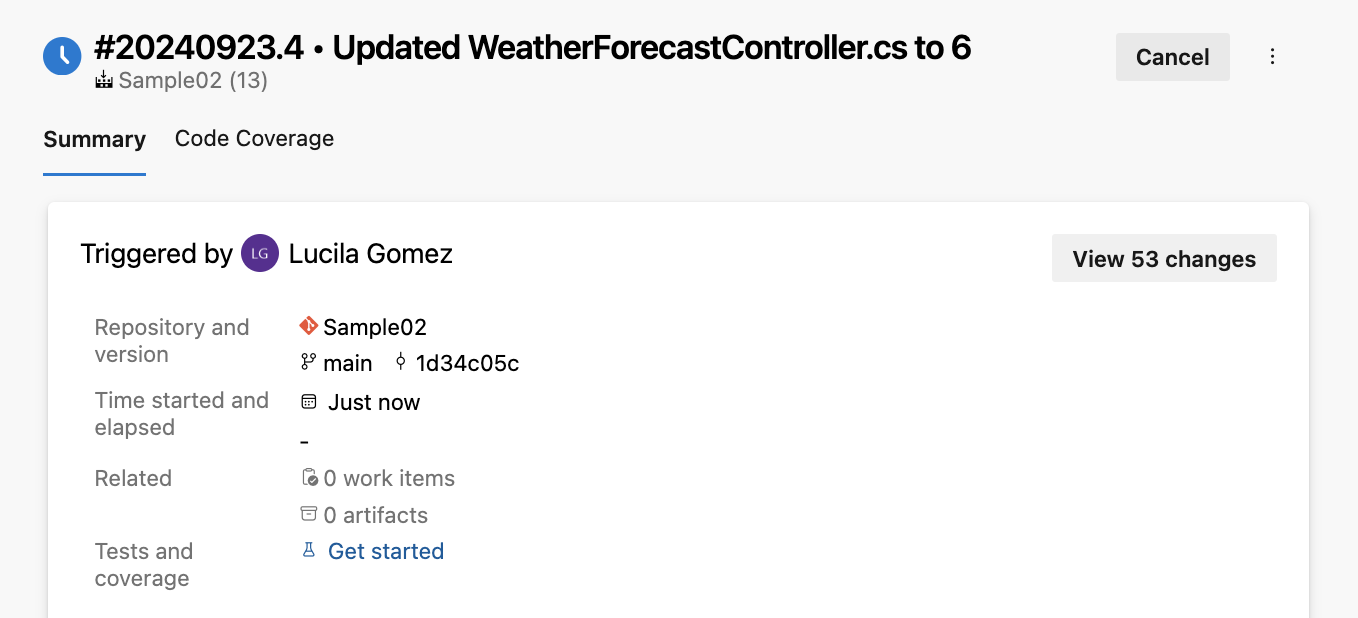 #20240923.4 • Updated WeatherForecastController.cs to 6
Sample02 (13)
Cancel
Summary
Code Coverage
Triggered by LG Lucila Gomez
View 53 changes
Repository and
version
Sample02
main 1d34c05c
Time started and
elapsed
Just now
-
Related
0 work items
0 artifacts
Tests and
coverage
Get started